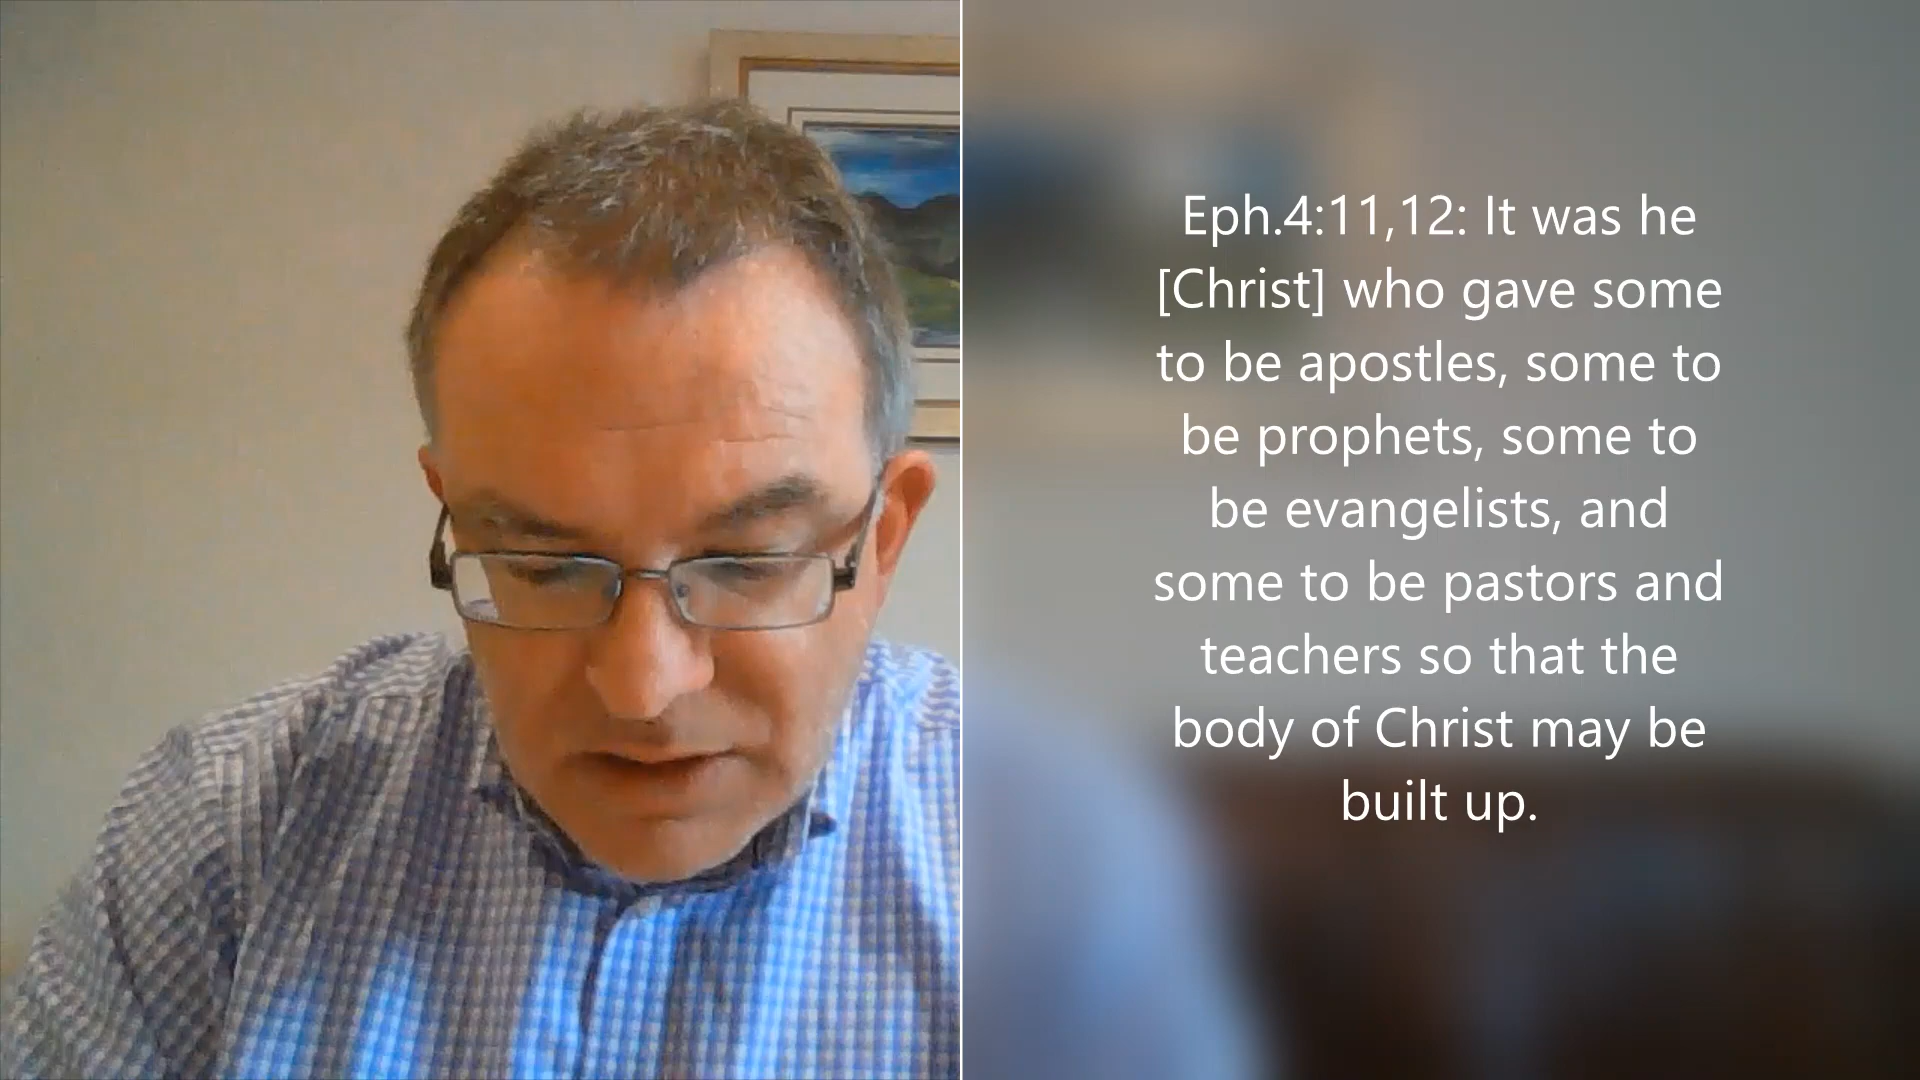 Eph.4:11,12: It was he
[Christ] who gave some
to be apostles, some to
be prophets, some to
be evangelists, and
some to be pastors and
teachers so that the
body of Christ may be
built up.